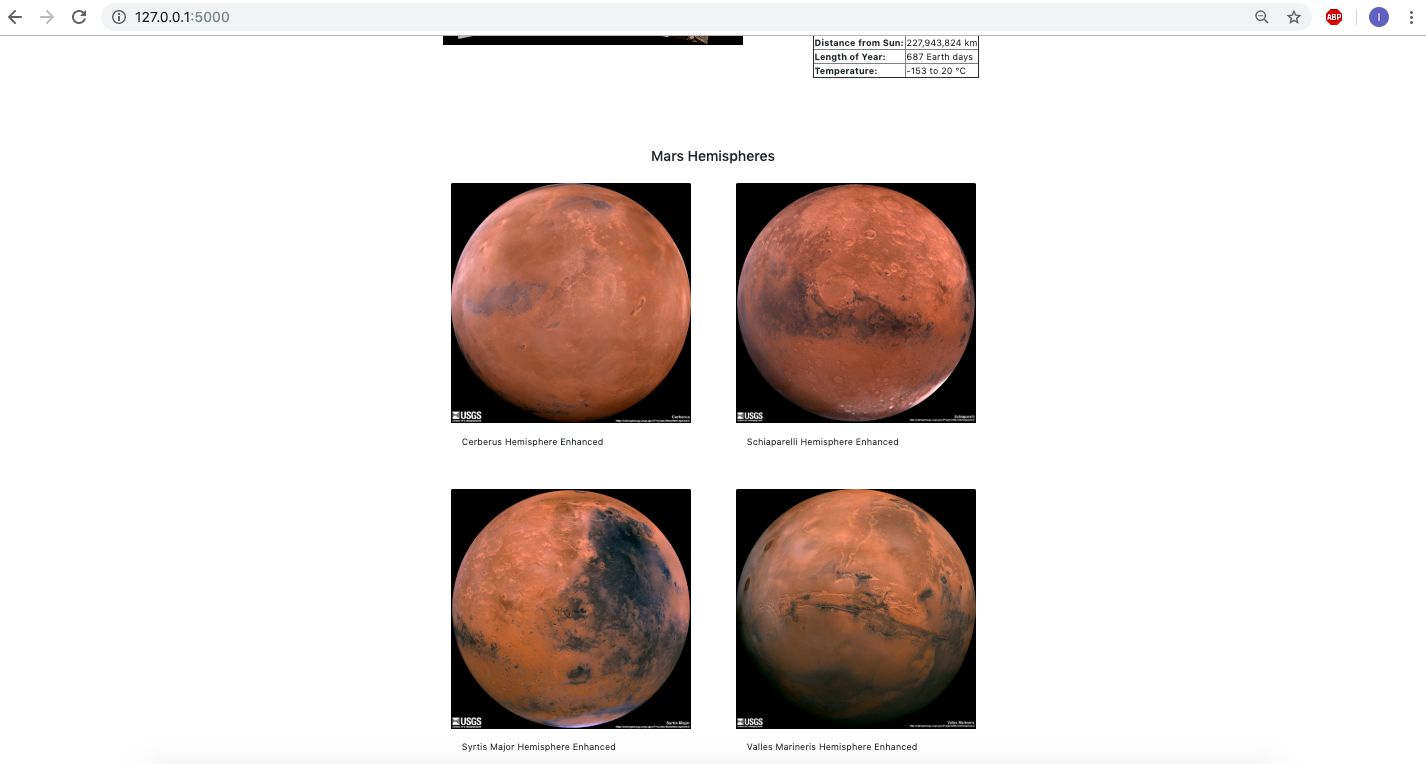 127.0.0.1:5000
ABP
I
Distance from Sun: 227,943,824 km
Length of Year: 687 Earth days
Temperature: -153 to 20 °C
Mars Hemispheres
USGS
Cerberus
USGS
Schiaparelli
Cerberus Hemisphere Enhanced
Schiaparelli Hemisphere Enhanced
USGS
Syrtis Major
USGS
Valles Marineris
Syrtis Major Hemisphere Enhanced
Valles Marineris Hemisphere Enhanced